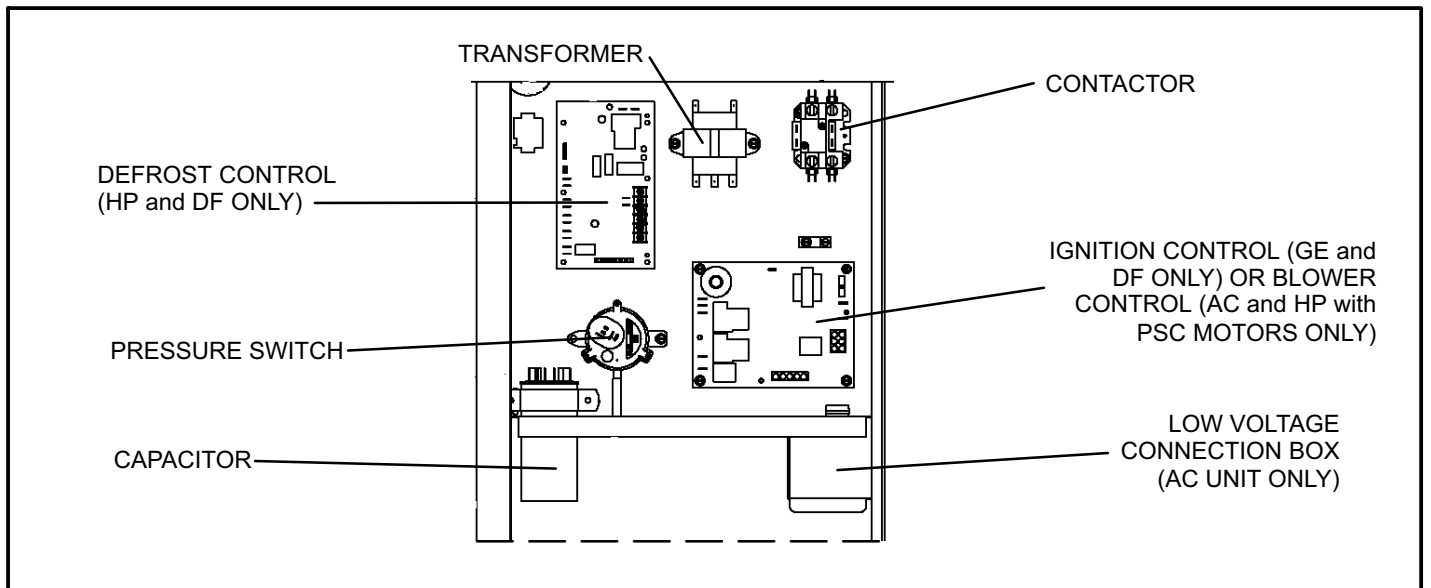 TRANSFORMER
CONTACTOR
DEFROST CONTROL
(HP and DF ONLY)
IGNITION CONTROL (GE and
DF ONLY) OR BLOWER
CONTROL (AC and HP with
PSC MOTORS ONLY)
PRESSURE SWITCH
LOW VOLTAGE
CONNECTION BOX
(AC UNIT ONLY)
CAPACITOR